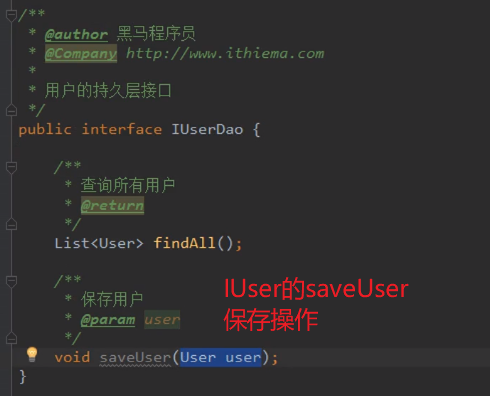 /**
 * @author 黑马程序员
 * @Company http://www.ithiema.com
 *
 * 用户的持久层接口
 */
public interface IUserDao {
/**
 * 查询所有用户
 * @return
 */
List<User> findAll();
/**
 * 保存用户
 * @param user
 */
void saveUser(User user);
}
IUser的saveUser
保存操作